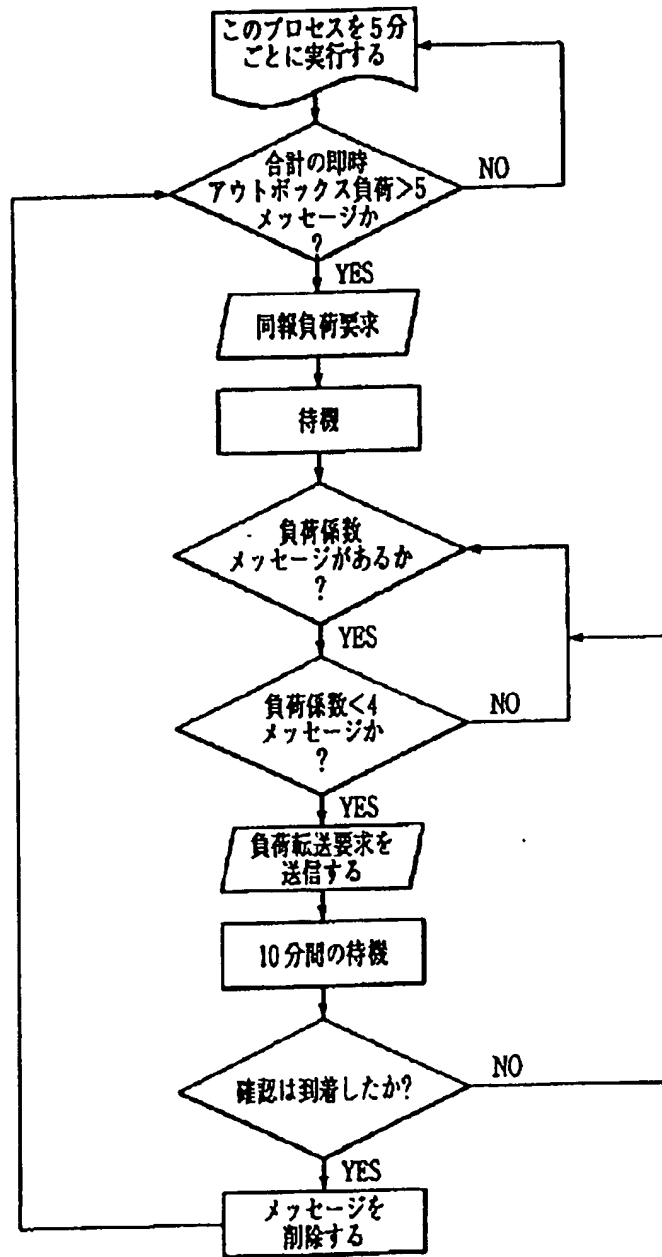 このプロセスを5分
ごとに実行する
合計の即時
アウトボックス負荷>5
メッセージか
?
NO
YES
同報負荷要求
待機
負荷係数
メッセージがあるか
?
YES
負荷係数<4
メッセージか
?
NO
YES
負荷転送要求を
送信する
10分間の待機
確認は到着したか?
NO
YES
メッセージを
削除する